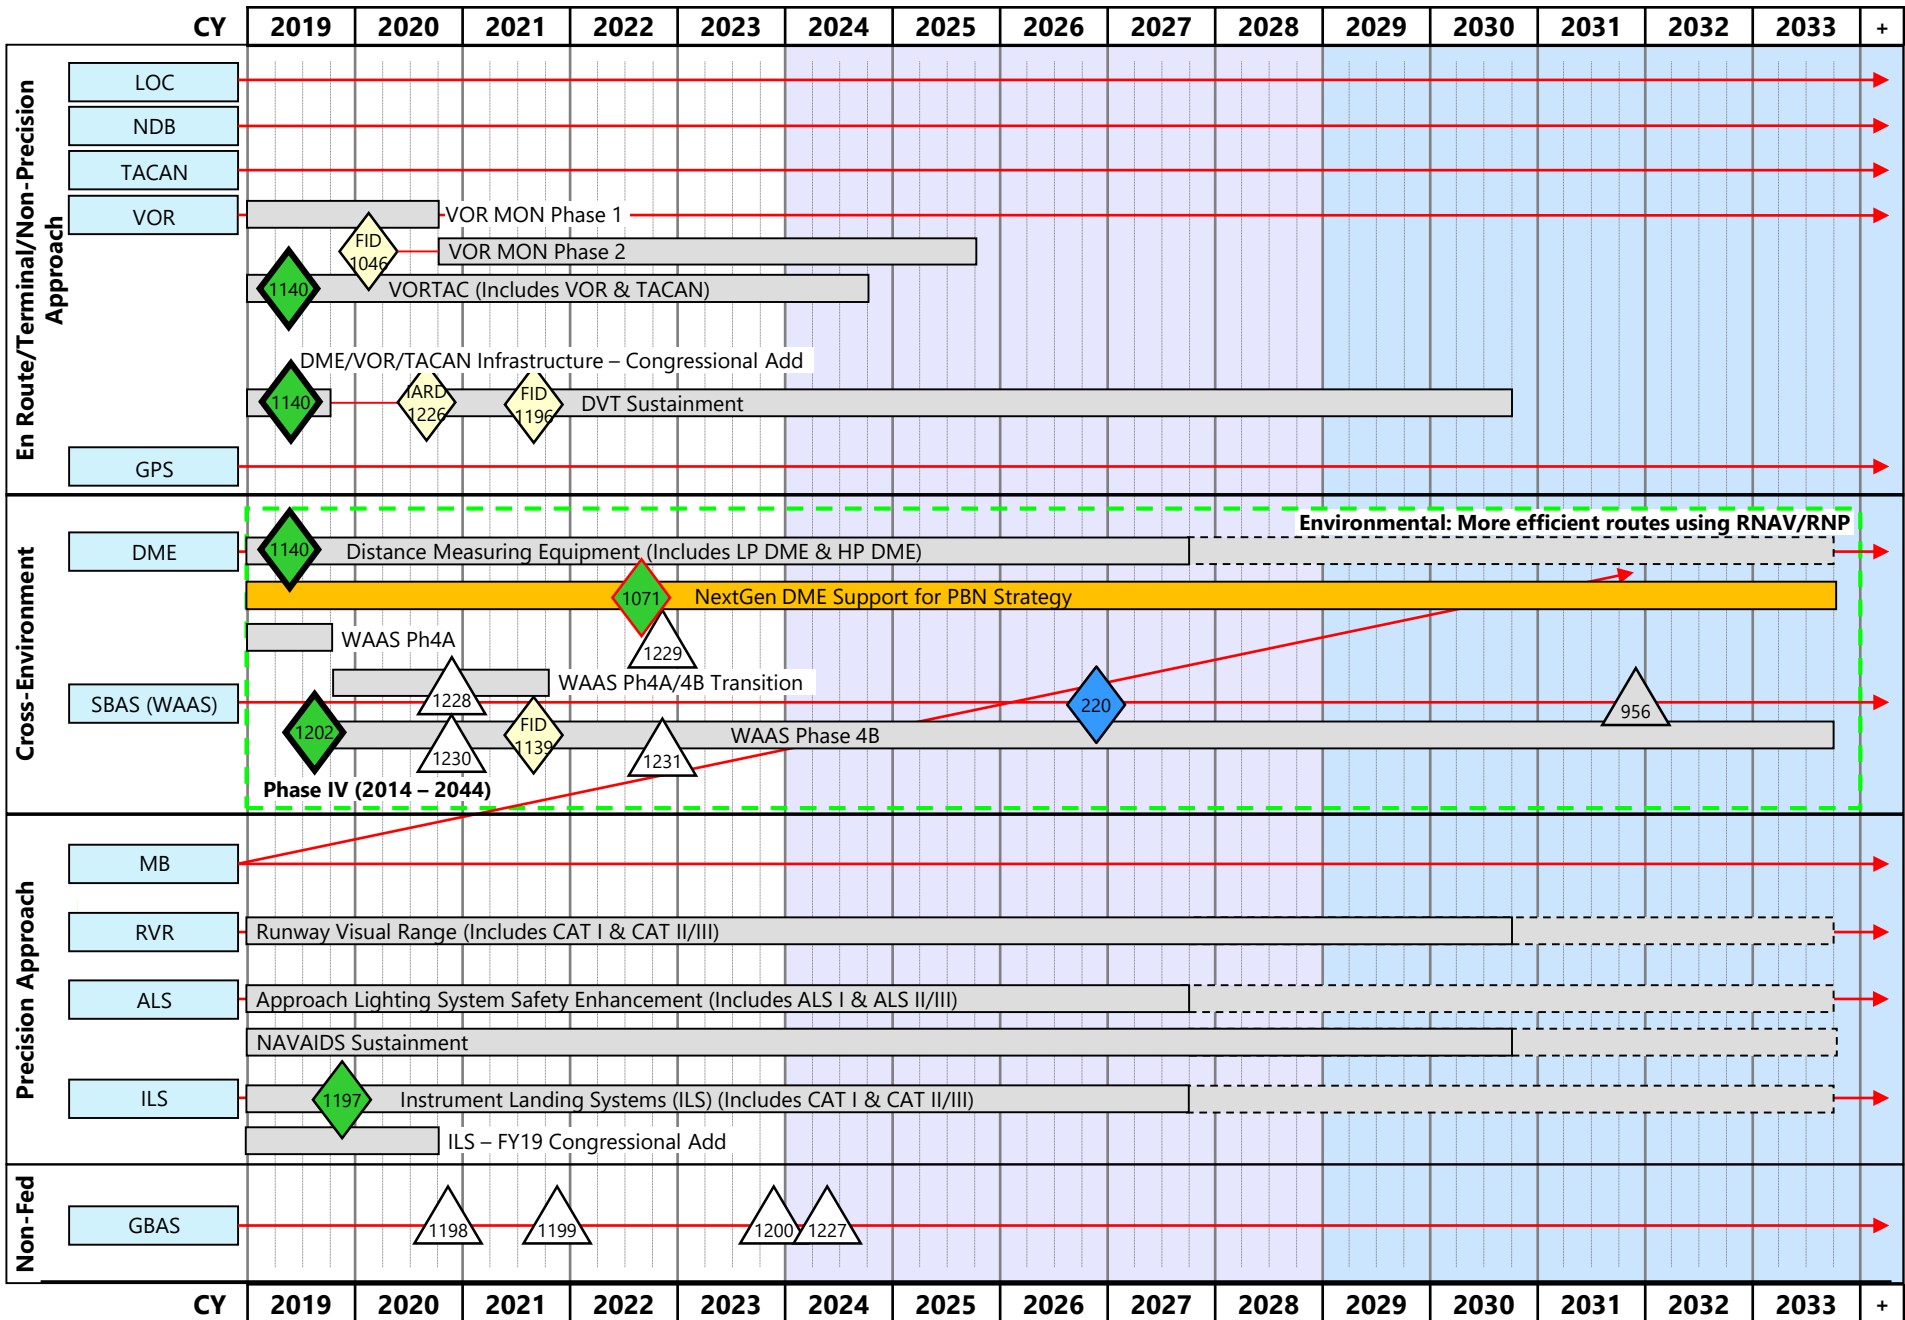 CY 2019 2020 2021 2022 2023 2024 2025 2026 2027 2028 2029 2030 2031 2032 2033 +
En Route/Terminal/Non-Precision
Approach
LOC
NDB
TACAN
VOR
VOR MON Phase 1
FID
1046
VOR MON Phase 2
1140
VORTAC (Includes VOR & TACAN)
DME/VOR/TACAN Infrastructure – Congressional Add
1140
IARD
1226
FID
1196
DVT Sustainment
GPS
Cross-Environment
Environmental: More efficient routes using RNAV/RNP
DME
1140
Distance Measuring Equipment (Includes LP DME & HP DME)
1071
NextGen DME Support for PBN Strategy
WAAS Ph4A
1229
WAAS Ph4A/4B Transition
1228
SBAS (WAAS)
220
956
1202
1230
FID
1139
1231
WAAS Phase 4B
Phase IV (2014 – 2044)
Precision Approach
MB
RVR
Runway Visual Range (Includes CAT I & CAT II/III)
ALS
Approach Lighting System Safety Enhancement (Includes ALS I & ALS II/III)
NAVAIDS Sustainment
ILS
1197
Instrument Landing Systems (ILS) (Includes CAT I & CAT II/III)
ILS – FY19 Congressional Add
Non-Fed
GBAS
1198
1199
1200
1227
CY 2019 2020 2021 2022 2023 2024 2025 2026 2027 2028 2029 2030 2031 2032 2033 +